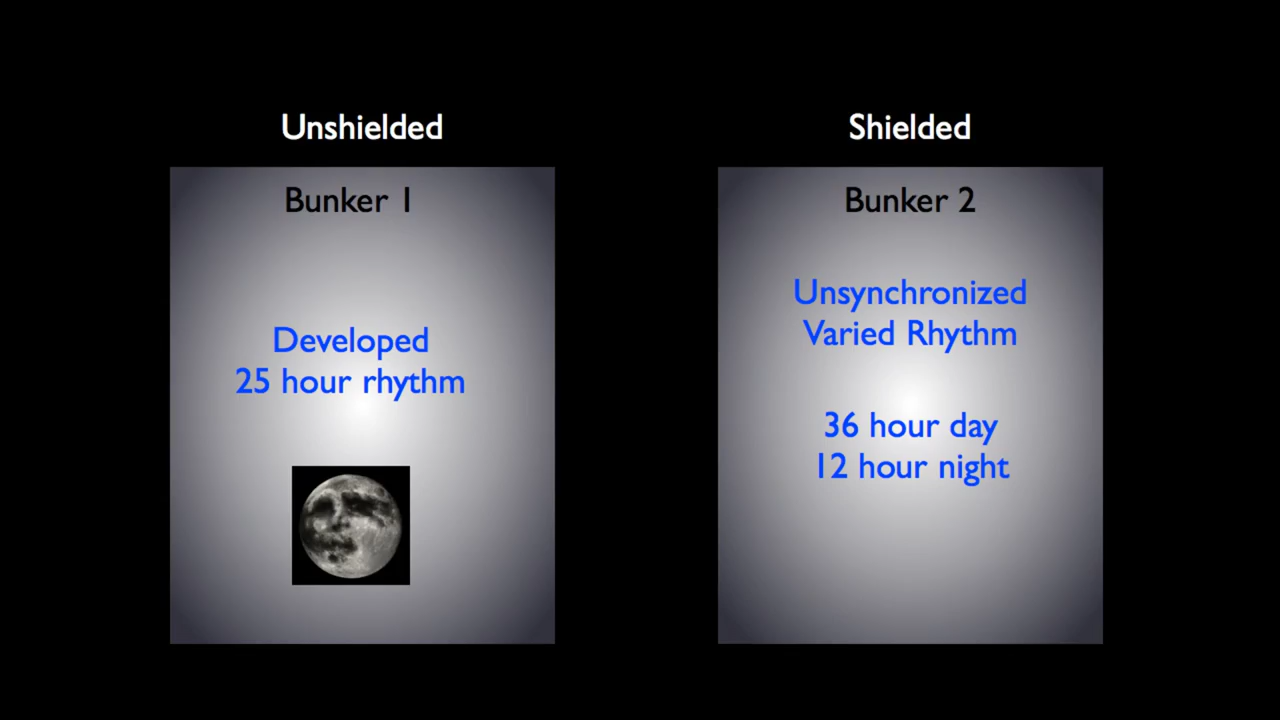 Unshielded
Bunker 1
Developed
25 hour rhythm
Shielded
Bunker 2
Unsynchronized
Varied Rhythm
36 hour day
12 hour night